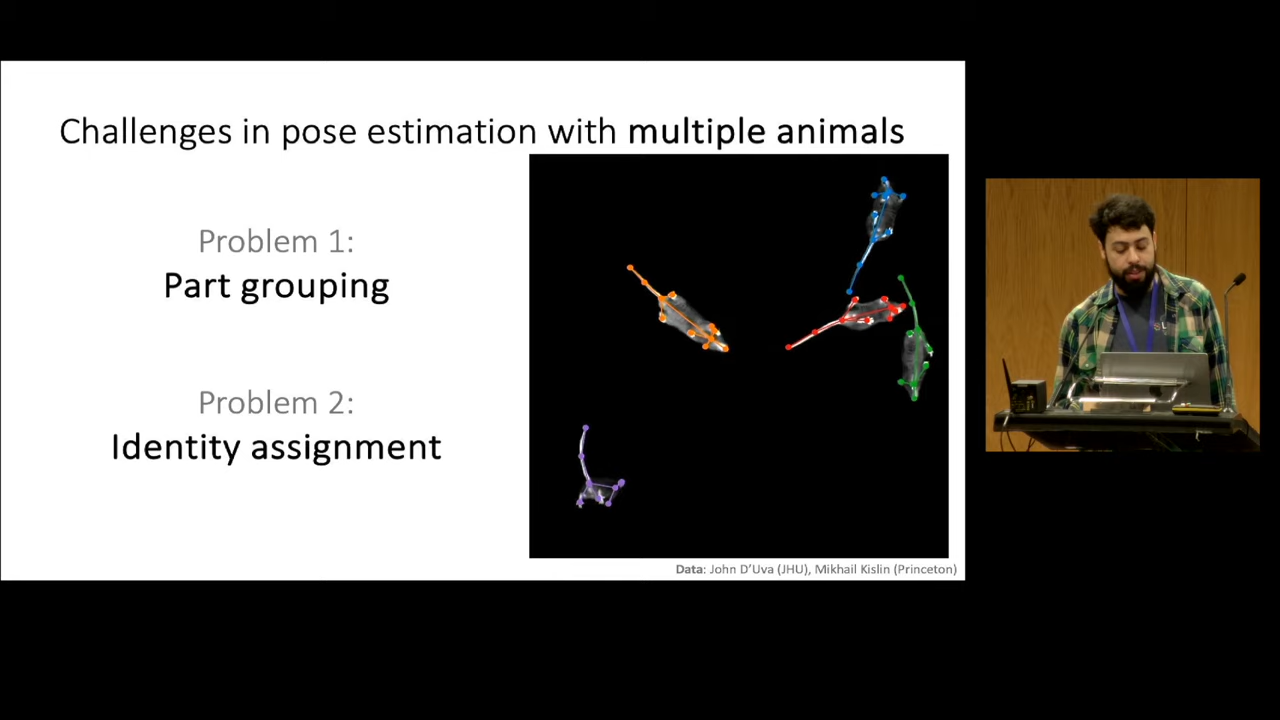 Challenges in pose estimation with multiple animals
Problem 1:
Part grouping
Problem 2:
Identity assignment
Data: John D'Uva (JHU), Mikhail Kislin (Princeton)